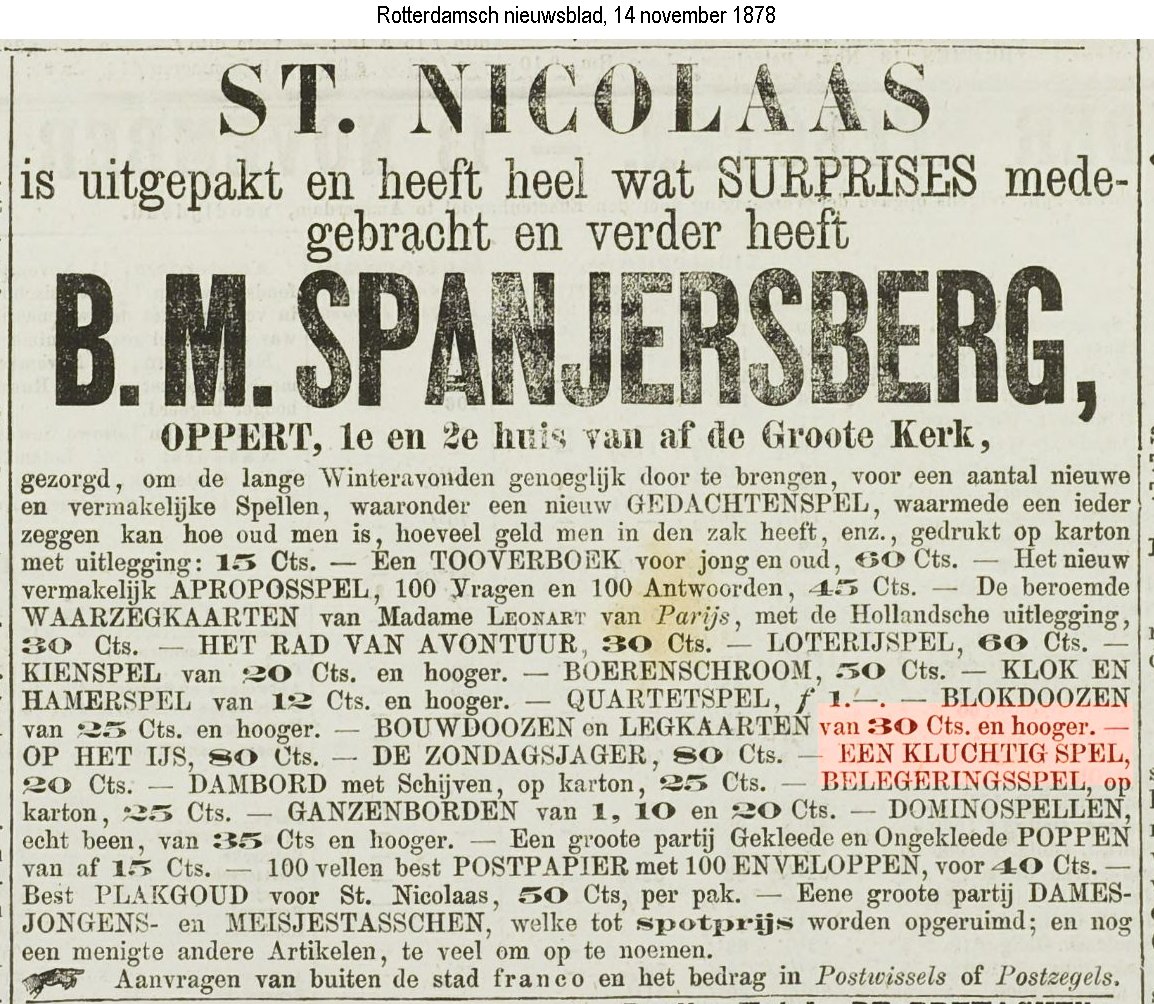 Rotterdamsch nieuwsblad, 14 november 1878
ST. NICOLAAS
is uitgepakt en heeft heel wat SURPRISES mede-
gebracht en verder heeft
B. M. SPANJERSBERG,
OPPERT, 1e en 2e huis van af de Groote Kerk,
gezorgd, om de lange Winteravonden genoeglijk door te brengen, voor een aantal nieuwe
en vermakelijke Spellen, waaronder een nieuw GEDACHTENSPEL, waarmede een ieder
zeggen kan hoe oud men is, hoeveel geld men in den zak heeft, enz., gedrukt op karton
met uitlegging: 15 Cts. — Een TOOVERBOEK voor jong en oud, 60 Cts. — Het nieuw
vermakelijk APROPOSSPEL, 100 Vragen en 100 Antwoorden, 45 Cts. — De beroemde
WAARZEGKAARTEN van Madame LEONART van Parijs, met de Hollandsche uitlegging,
30 Cts. — HET RAD VAN AVONTUUR, 30 Cts. — LOTERIJSPEL, 60 Cts. —
KIENSPEL van 20 Cts. en hooger. — BOERENSCHROOM, 50 Cts. — KLOK EN
HAMERSPEL van 12 Cts. en hooger. — QUARTETSPEL, f 1.—. — BLOKDOOZEN
van 25 Cts. en hooger. — BOUWDOOZEN en LEGKAARTEN van 30 Cts. en hooger. —
OP HET IJS, 80 Cts. — DE ZONDAGSJAGER, 80 Cts. — EEN KLUCHTIG SPEL,
20 Cts. — DAMBORD met Schijven, op karton, 25 Cts. — BELEGERINGSSPEL, op
karton, 25 Cts. — GANZENBORDEN van 1, 10 en 20 Cts. — DOMINOSPELLEN,
echt been, van 35 Cts en hooger. — Een groote partij Gekleede en Ongekleede POPPEN
van af 15 Cts. — 100 vellen best POSTPAPIER met 100 ENVELOPPEN, voor 40 Cts. —
Best PLAKGOUD voor St. Nicolaas, 50 Cts, per pak. — Eene groote partij DAMES-
JONGENS- en MEISJESTASSCHEN, welke tot spotprijs worden opgeruimd; en nog
een menigte andere Artikelen, te veel om op te noemen.
Aanvragen van buiten de stad franco en het bedrag in Postwissels of Postzegels.